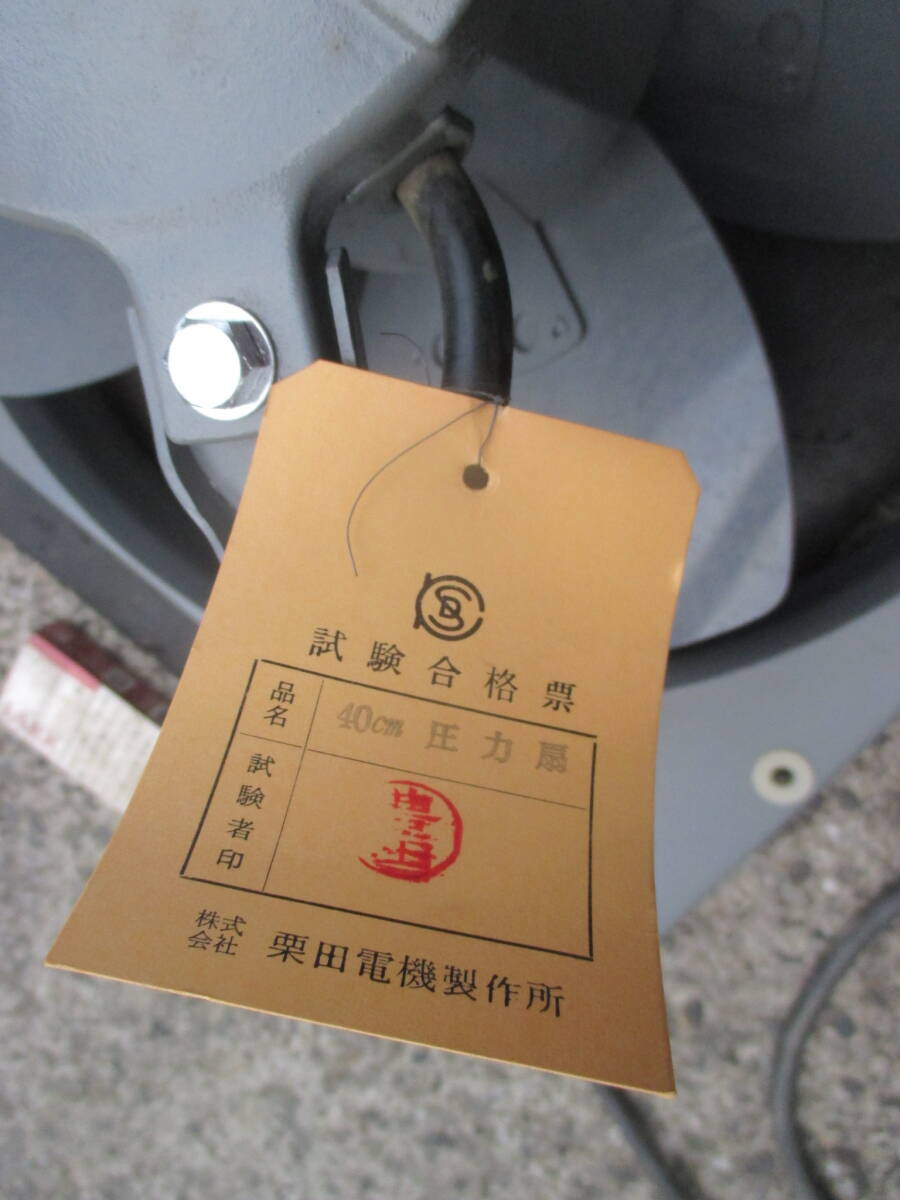 試験合格票
品名
40cm 圧力扇
試験者印
株式会社 栗田電機製作所